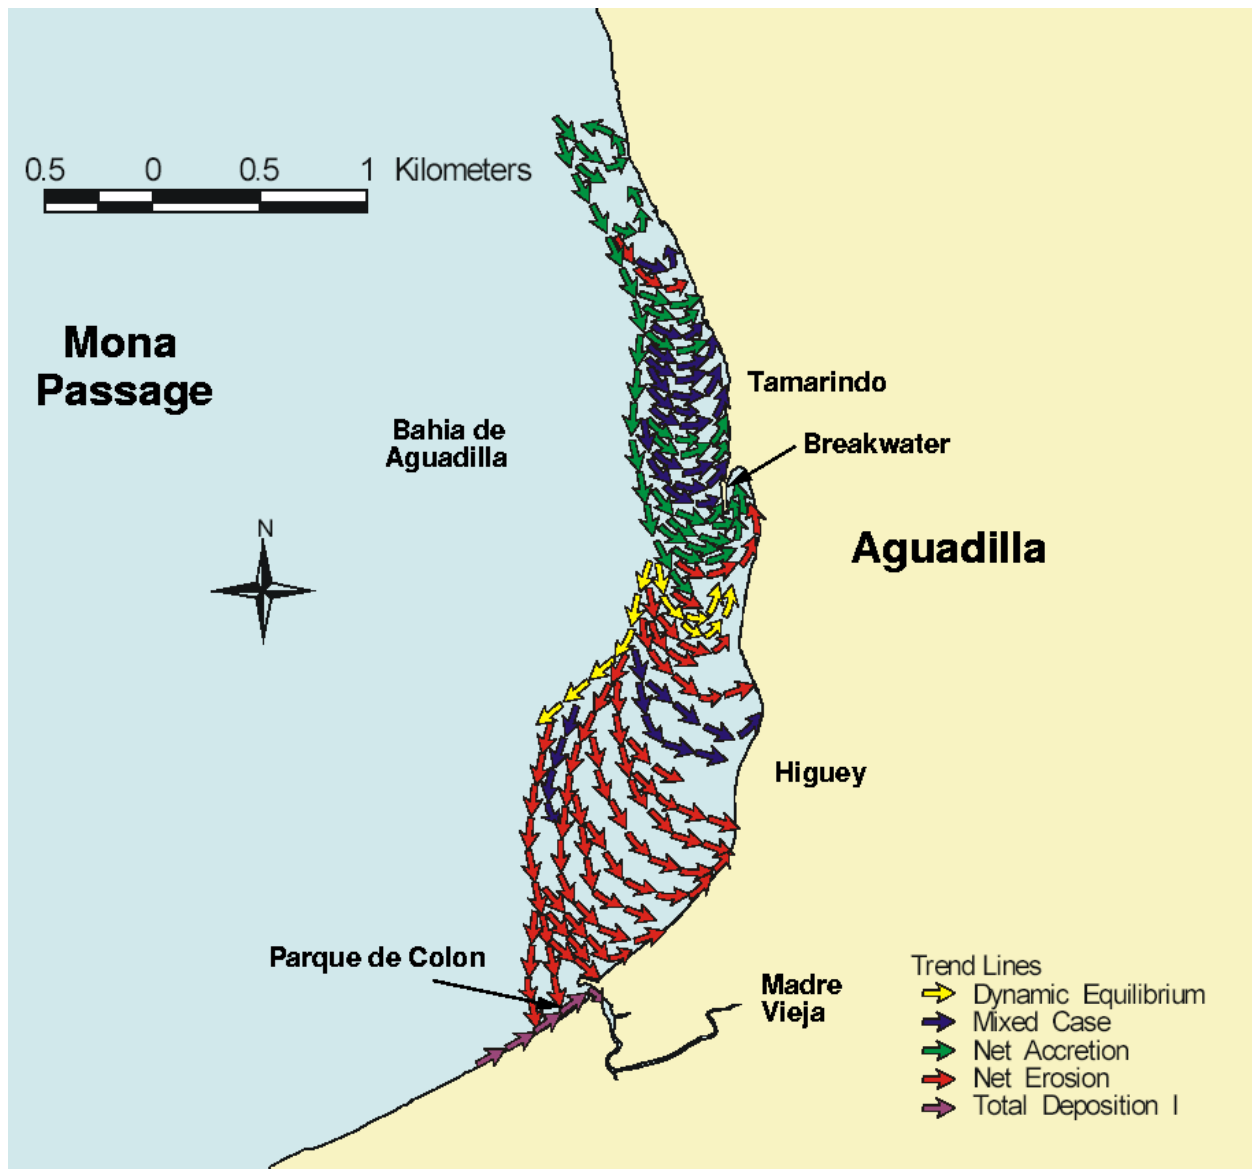 0.5 0 0.5 1 Kilometers
Mona
Passage
Tamarindo
Bahia de
Aguadilla
Breakwater
N
Aguadilla
Higuey
Parque de Colon
Madre
Vieja
Trend Lines
Dynamic Equilibrium
Mixed Case
Net Accretion
Net Erosion
Total Deposition I